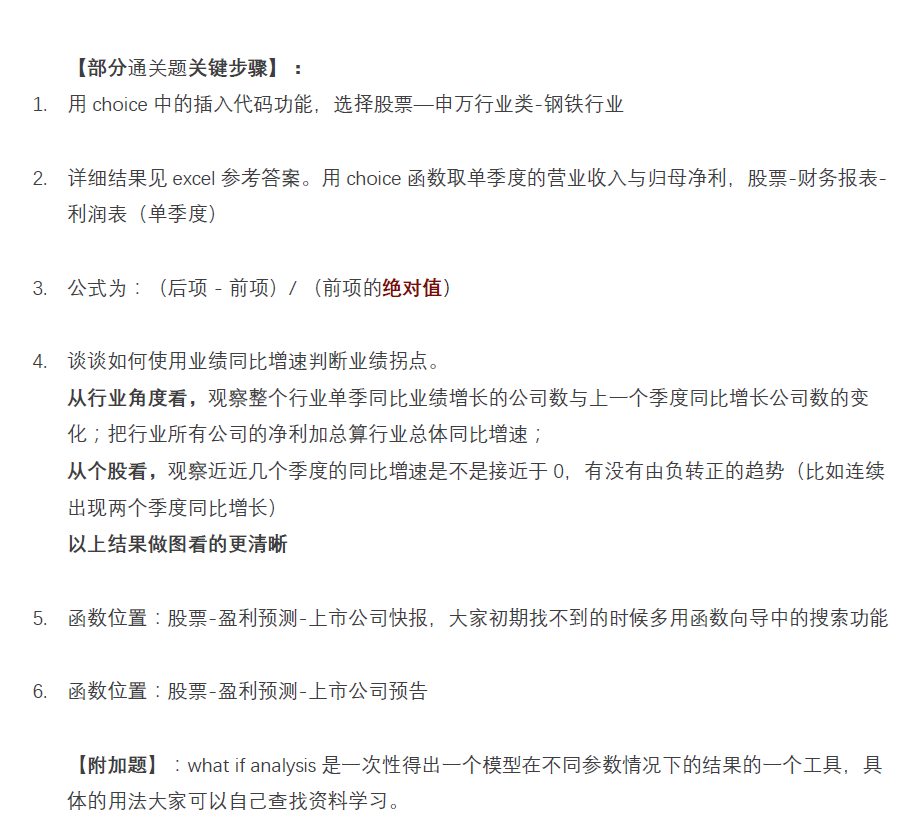 【部分通关题关键步骤】：
1. 用 choice 中的插入代码功能，选择股票—申万行业类-钢铁行业
2. 详细结果见 excel 参考答案。用 choice 函数取单季度的营业收入与归母净利，股票-财务报表-
利润表（单季度）
3. 公式为：（后项 - 前项）/ （前项的绝对值）
4. 谈谈如何使用业绩同比增速判断业绩拐点。
从行业角度看，观察整个行业单季同比业绩增长的公司数与上一个季度同比增长公司数的变
化；把行业所有公司的净利加总算行业总体同比增速；
从个股看，观察近近几个季度的同比增速是不是接近于 0，有没有由负转正的趋势（比如连续
出现两个季度同比增长）
以上结果做图看的更清晰
5. 函数位置：股票-盈利预测-上市公司快报，大家初期找不到的时候多用函数向导中的搜索功能
6. 函数位置：股票-盈利预测-上市公司预告
【附加题】：what if analysis 是一次性得出一个模型在不同参数情况下的结果的一个工具，具
体的用法大家可以自己查找资料学习。